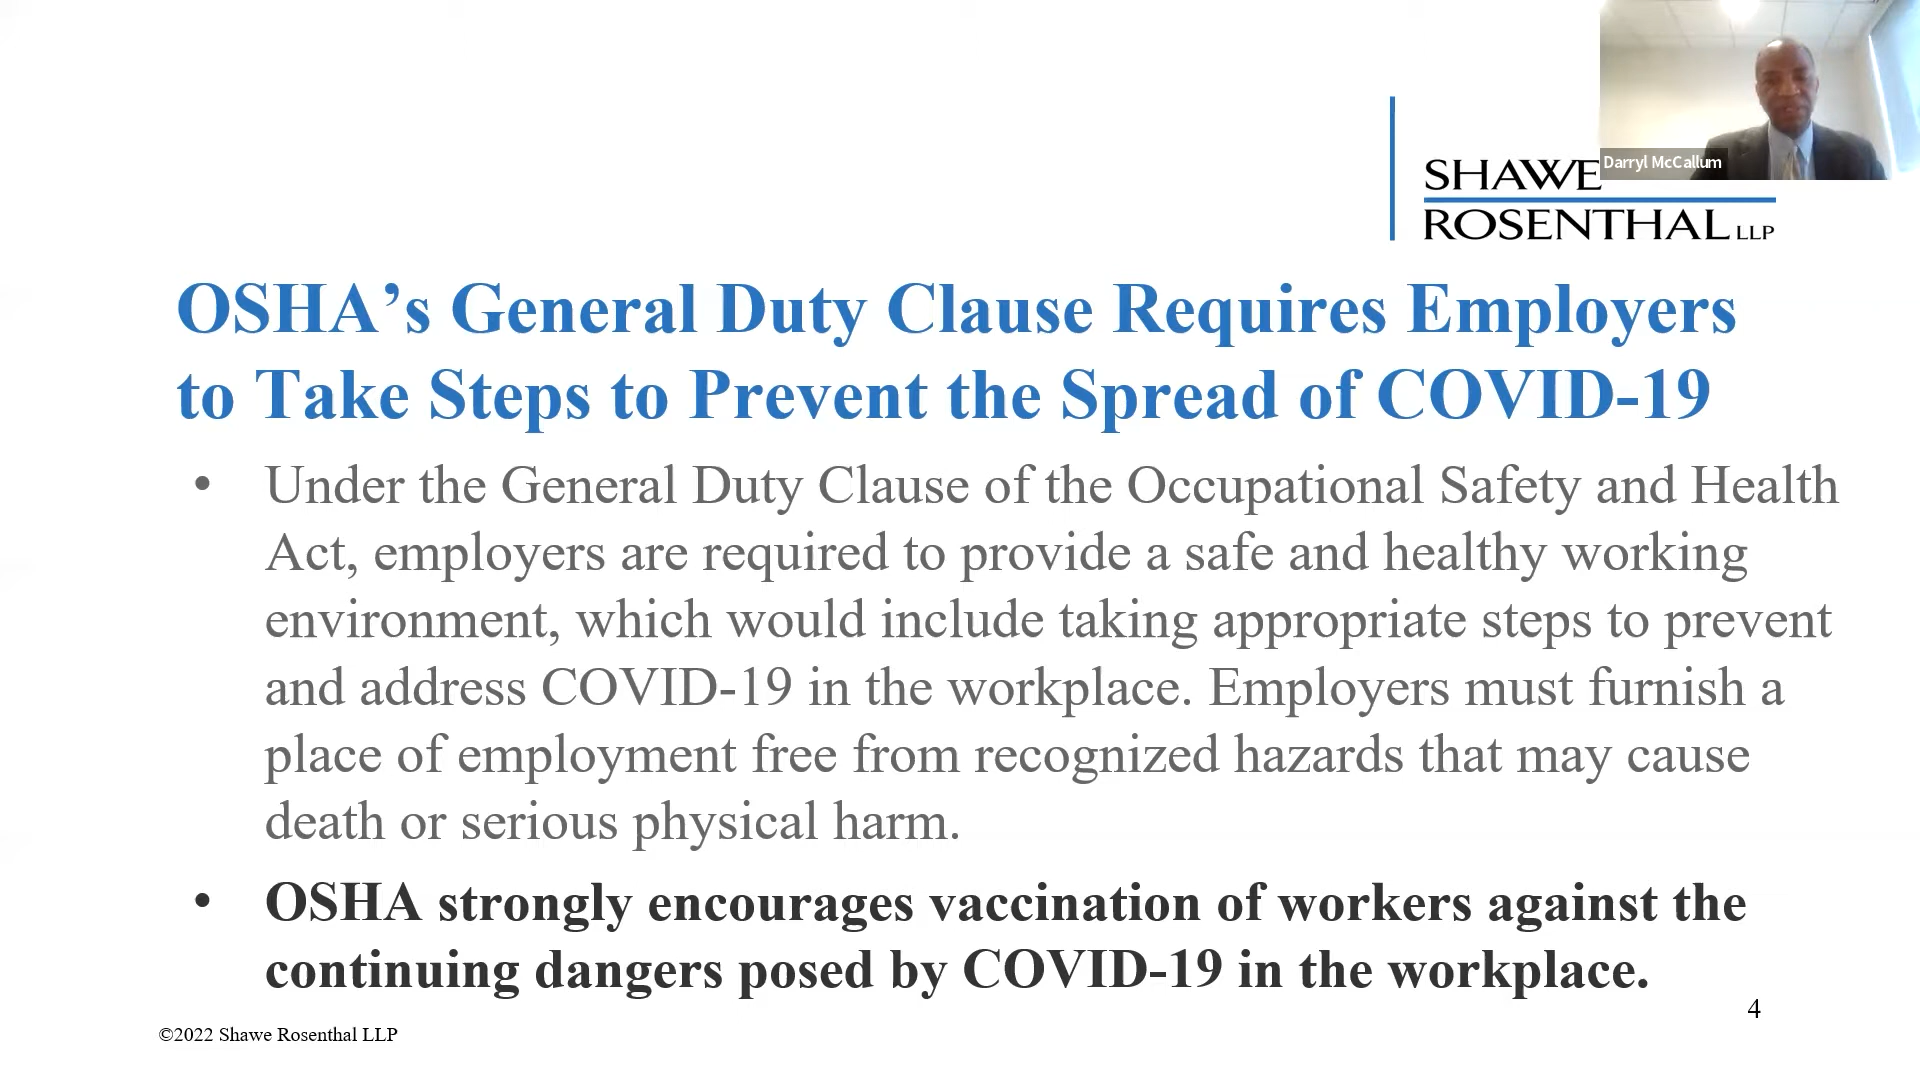 Darryl McCallum
SHAWE
ROSENTHAL LLP
OSHA’s General Duty Clause Requires Employers
to Take Steps to Prevent the Spread of COVID-19
• Under the General Duty Clause of the Occupational Safety and Health
Act, employers are required to provide a safe and healthy working
environment, which would include taking appropriate steps to prevent
and address COVID-19 in the workplace. Employers must furnish a
place of employment free from recognized hazards that may cause
death or serious physical harm.
• OSHA strongly encourages vaccination of workers against the
continuing dangers posed by COVID-19 in the workplace.
4
©2022 Shawe Rosenthal LLP